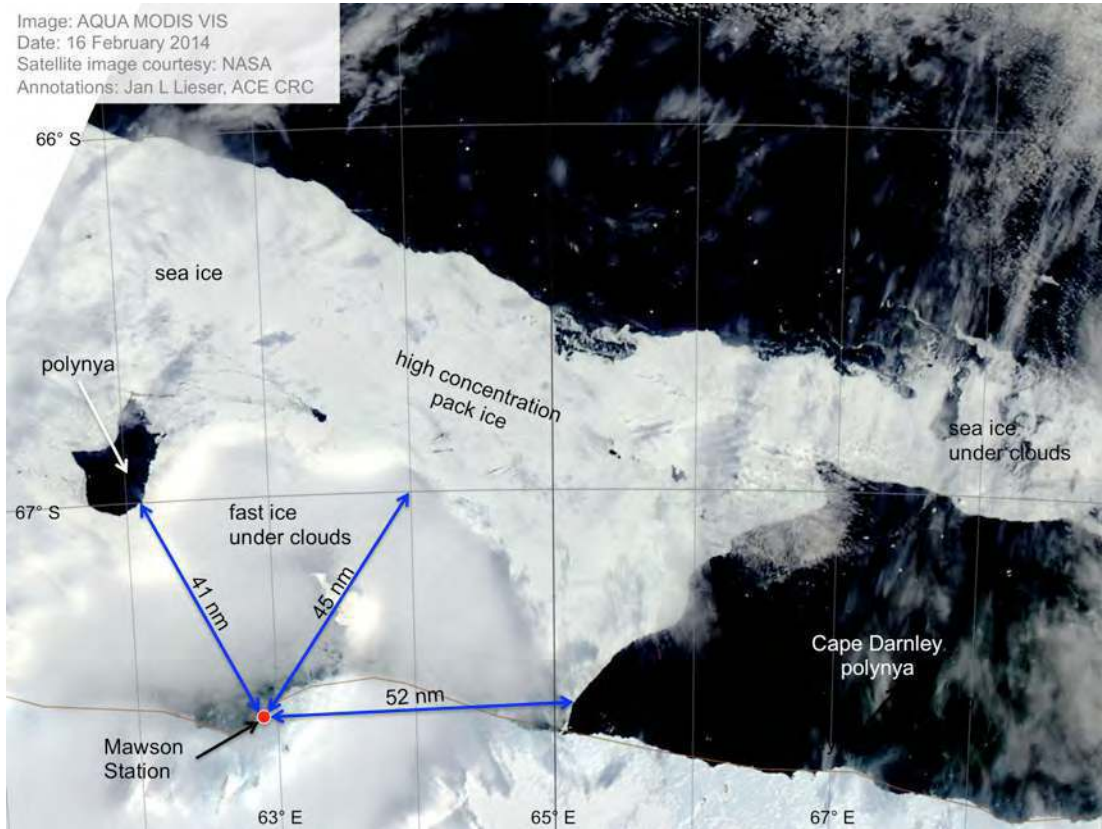 Image: AQUA MODIS VIS
Date: 16 February 2014
Satellite image courtesy: NASA
Annotations: Jan L Lieser, ACE CRC
66° S
sea ice
polynya
high concentration
pack ice
sea ice
under clouds
67° S
fast ice
under clouds
41 nm
45 nm
Cape Darnley
polynya
52 nm
Mawson
Station
63° E
65° E
67° E